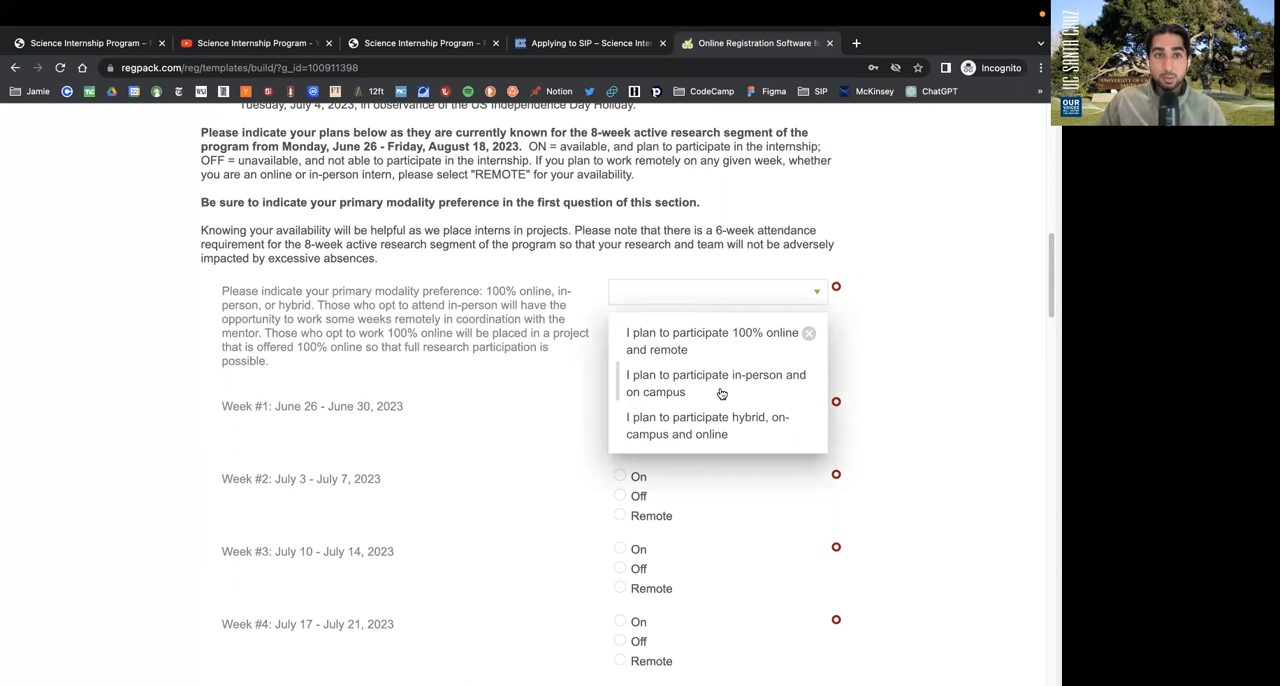 Science Internship Program –
Science Internship Program –
Science Internship Program –
Applying to SIP – Science Inte
Online Registration Software fo
regpack.com/reg/templates/build/?g_id=100911398
Incognito
Jamie
12ft
Notion
CodeCamp
Figma
SIP
McKinsey
ChatGPT
»
UC SANTA CRUZ
OUR
VOICES
Tuesday, July 4, 2023, in observance of the US Independence Day Holiday.
Please indicate your plans below as they are currently known for the 8-week active research segment of the
program from Monday, June 26 - Friday, August 18, 2023. ON = available, and plan to participate in the internship;
OFF = unavailable, and not able to participate in the internship. If you plan to work remotely on any given week, whether
you are an online or in-person intern, please select "REMOTE" for your availability.
Be sure to indicate your primary modality preference in the first question of this section.
Knowing your availability will be helpful as we place interns in projects. Please note that there is a 6-week attendance
requirement for the 8-week active research segment of the program so that your research and team will not be adversely
impacted by excessive absences.
Please indicate your primary modality preference: 100% online, in-
person, or hybrid. Those who opt to attend in-person will have the
opportunity to work some weeks remotely in coordination with the
mentor. Those who opt to work 100% online will be placed in a project
that is offered 100% online so that full research participation is
possible.
I plan to participate 100% online
and remote
I plan to participate in-person and
on campus
I plan to participate hybrid, on-
campus and online
Week #1: June 26 - June 30, 2023
Week #2: July 3 - July 7, 2023
On
Off
Remote
Week #3: July 10 - July 14, 2023
On
Off
Remote
Week #4: July 17 - July 21, 2023
On
Off
Remote